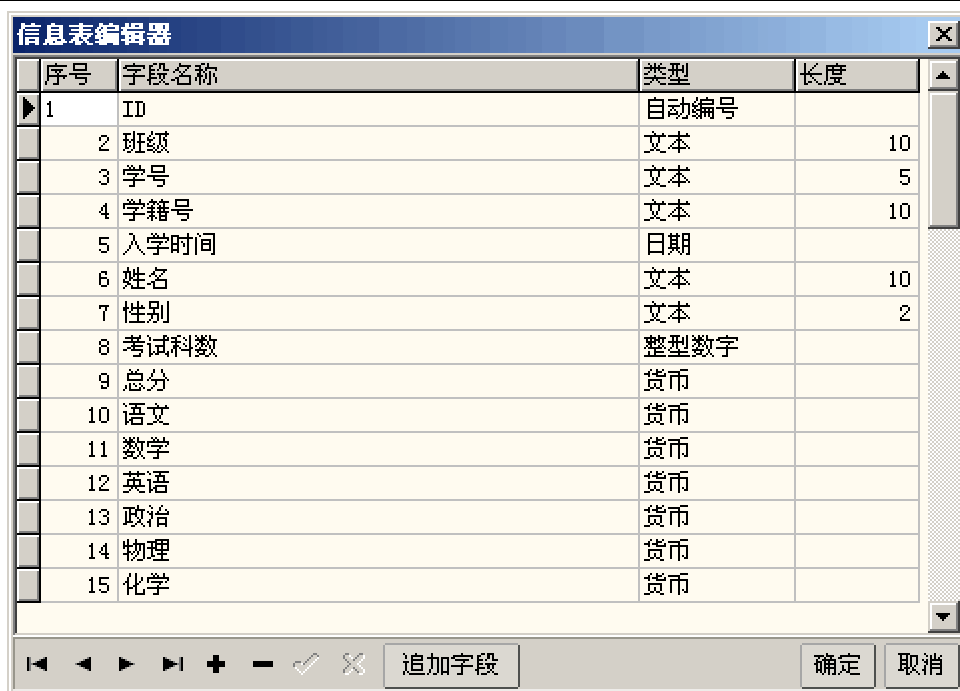 信息表编辑器
序号 字段名称 类型 长度
1 ID 自动编号
2 班级 文本 10
3 学号 文本 5
4 学籍号 文本 10
5 入学时间 日期
6 姓名 文本 10
7 性别 文本 2
8 考试科数 整型数字
9 总分 货币
10 语文 货币
11 数学 货币
12 英语 货币
13 政治 货币
14 物理 货币
15 化学 货币
追加字段 确定 取消